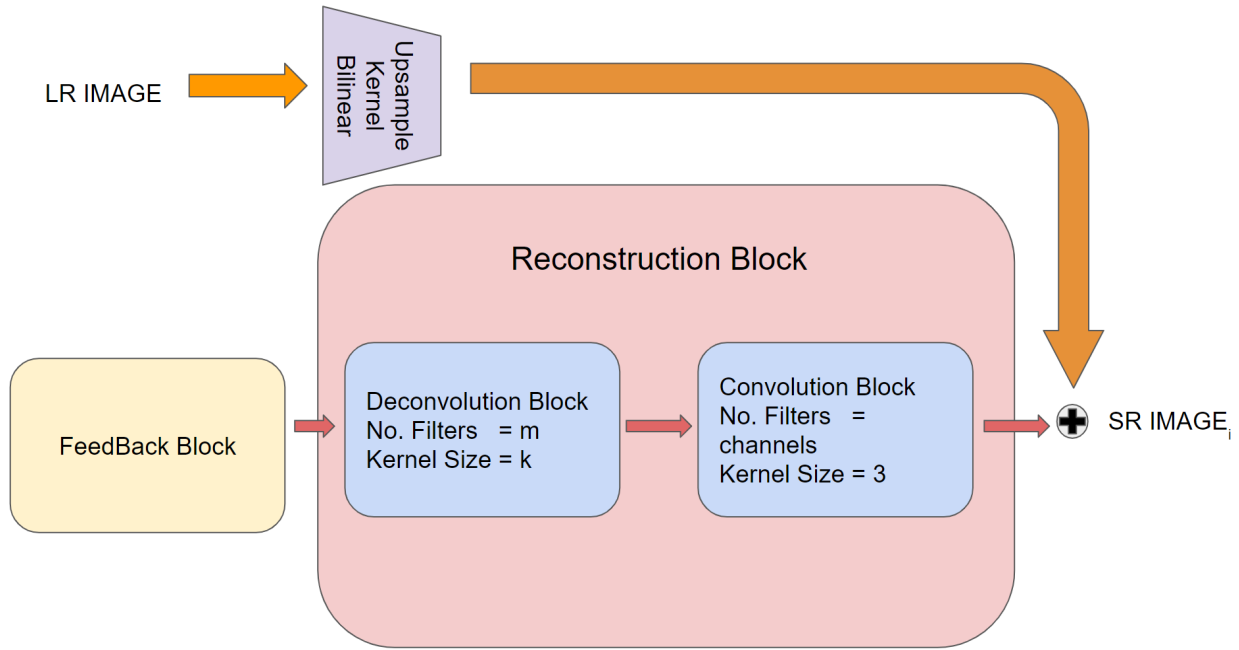 LR IMAGE
Upsample
Kernel
Bilinear
Reconstruction Block
FeedBack Block
Deconvolution Block
No. Filters   = m
Kernel Size = k
Convolution Block
No. Filters   =
channels
Kernel Size = 3
SR IMAGEi